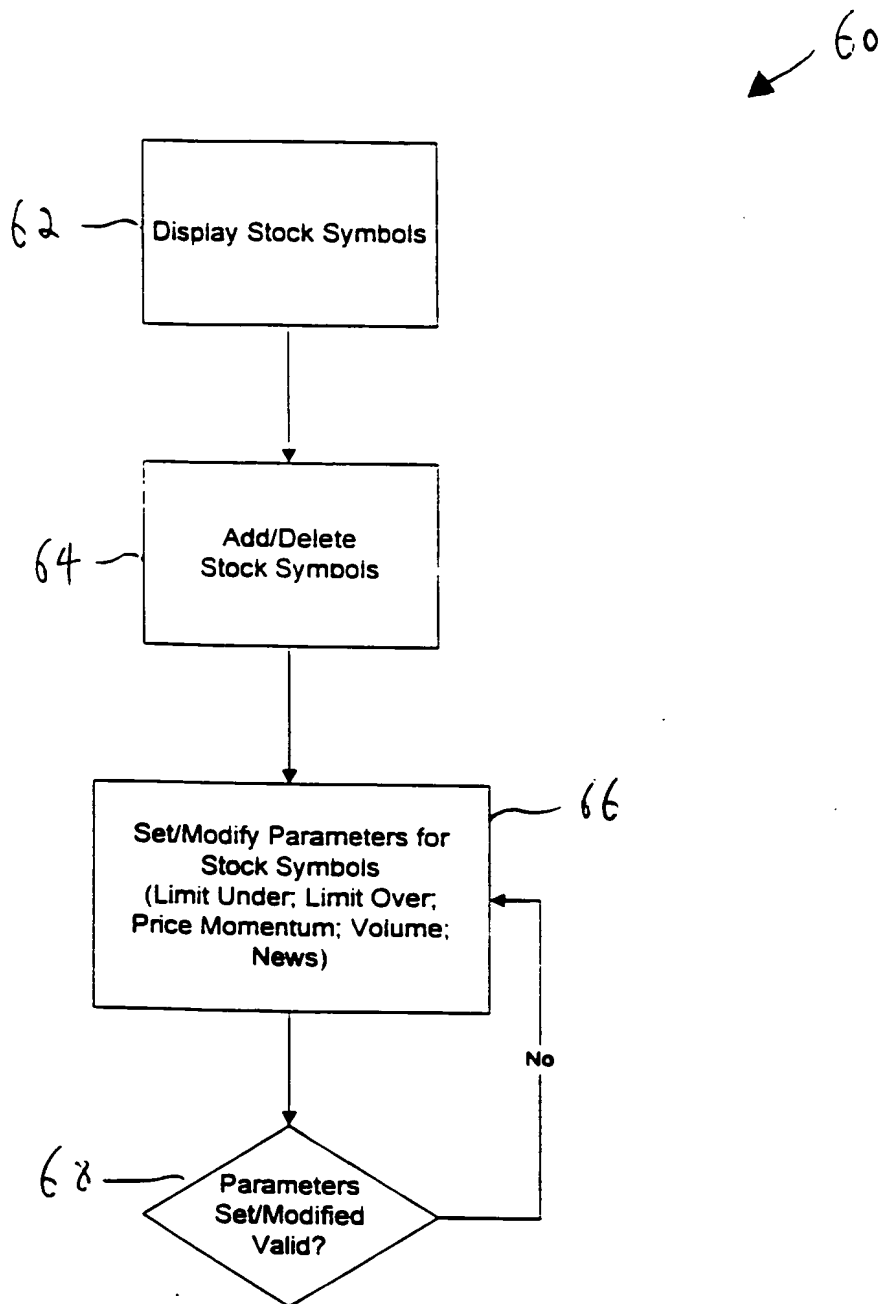 60
62
Display Stock Symbols
64
Add/Delete
Stock Symbols
66
Set/Modify Parameters for
Stock Symbols
(Limit Under; Limit Over;
Price Momentum; Volume;
News)
No
68
Parameters
Set/Modified
Valid?